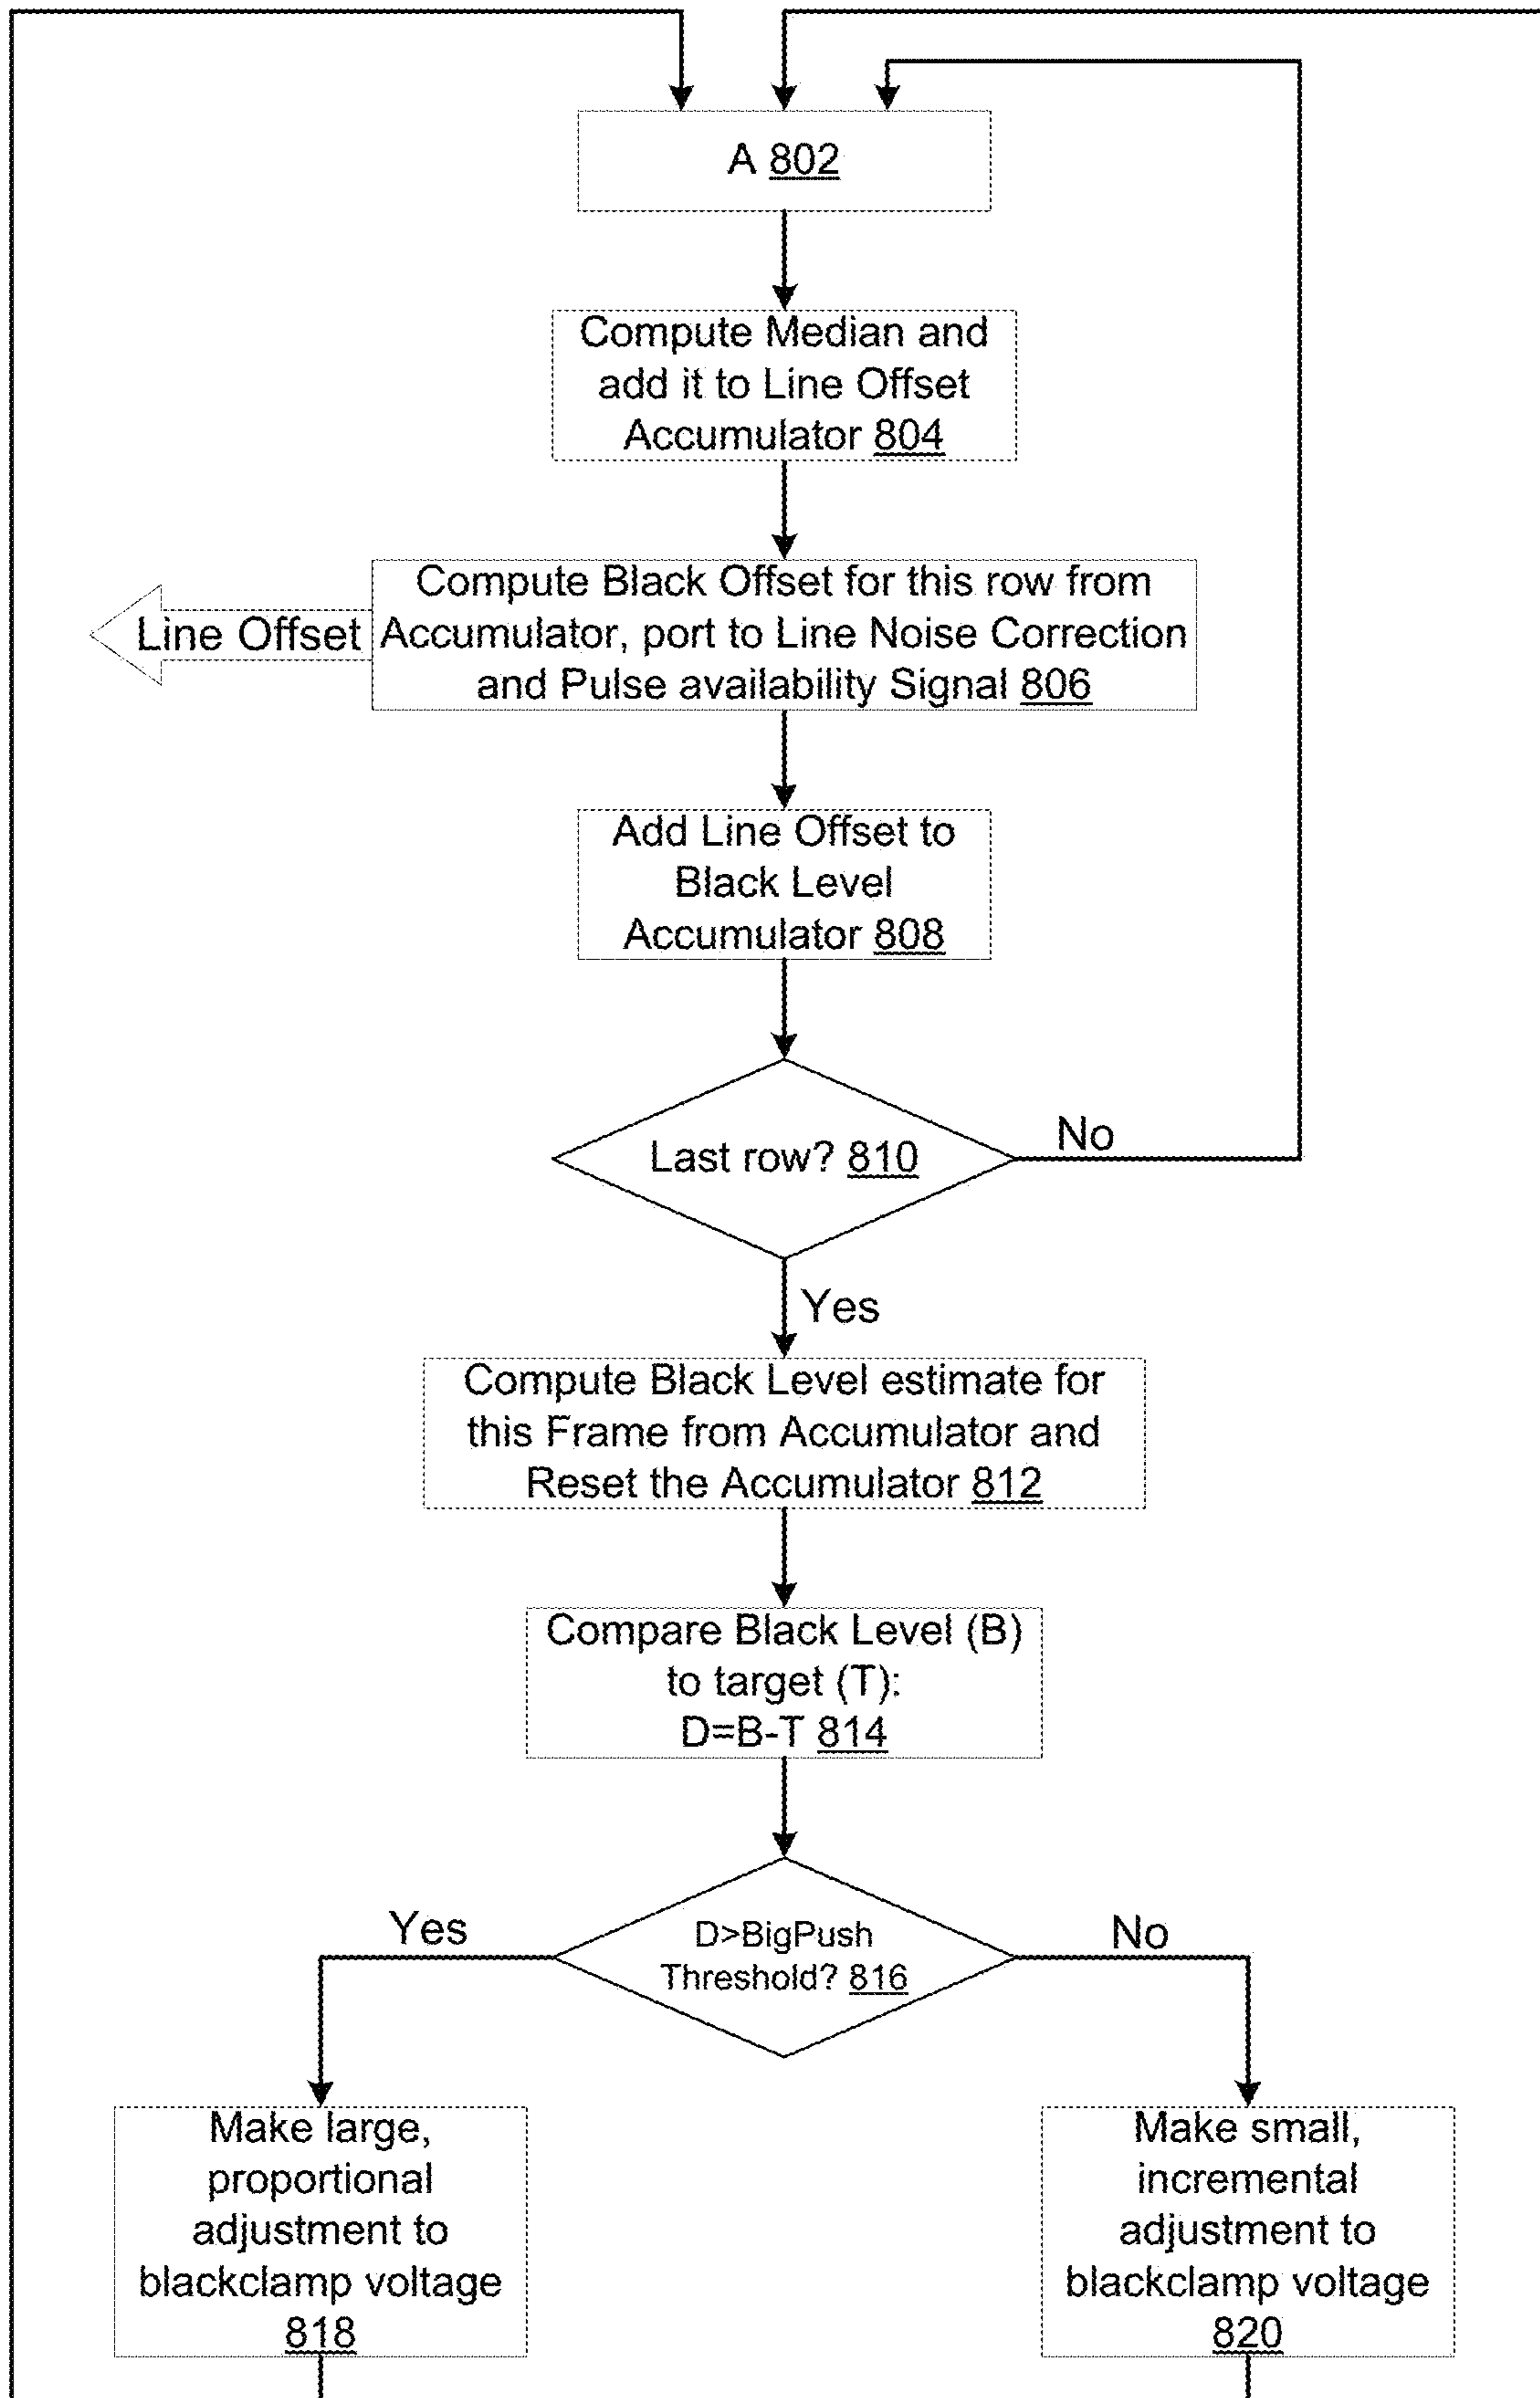 A 802
Compute Median and
add it to Line Offset
Accumulator 804
Compute Black Offset for this row from
Line Offset
Accumulator, port to Line Noise Correction
and Pulse availability Signal 806
Add Line Offset to
Black Level
Accumulator 808
Last row? 810
No
Yes
Compute Black Level estimate for
this Frame from Accumulator and
Reset the Accumulator 812
Compare Black Level (B)
to target (T):
D=B-T 814
Yes
D>BigPush
Threshold? 816
No
Make large,
proportional
adjustment to
blackclamp voltage
818
Make small,
incremental
adjustment to
blackclamp voltage
820